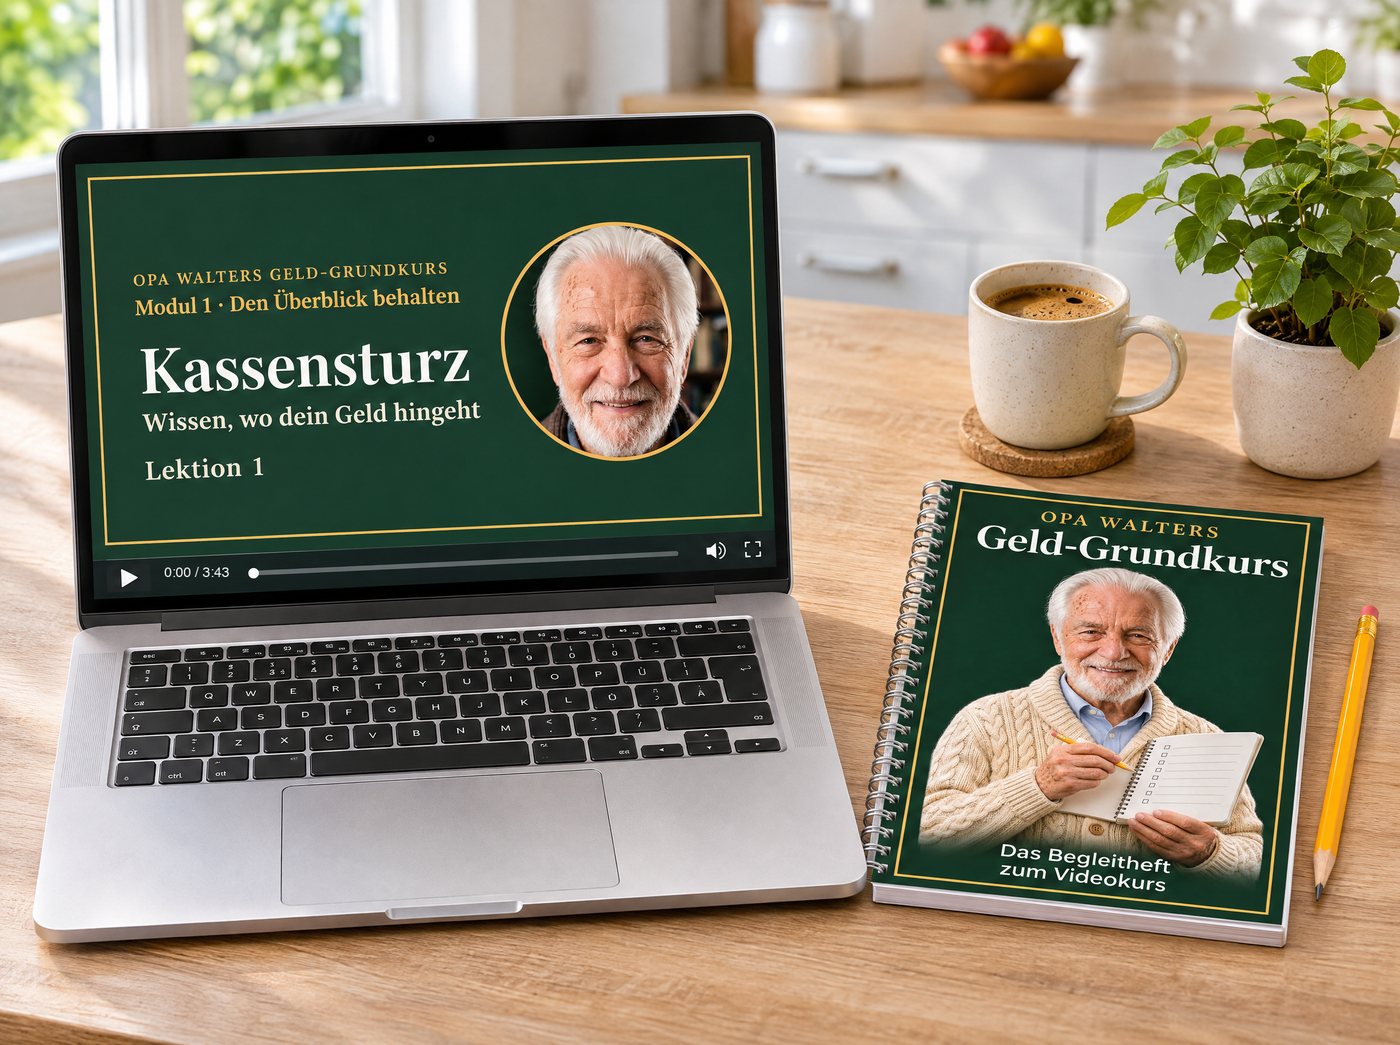 OPA WALTERS GELD-GRUNDKURS
Modul 1 · Den Überblick behalten
Kassensturz
Wissen, wo dein Geld hingeht
Lektion 1
0:00 / 3:43
OPA WALTERS
Geld-Grundkurs
Das Begleitheft
zum Videokurs
Q W E R T Y U I O P Ü
A S D F G H J K L Ö
Z X C V B N M
ctrl